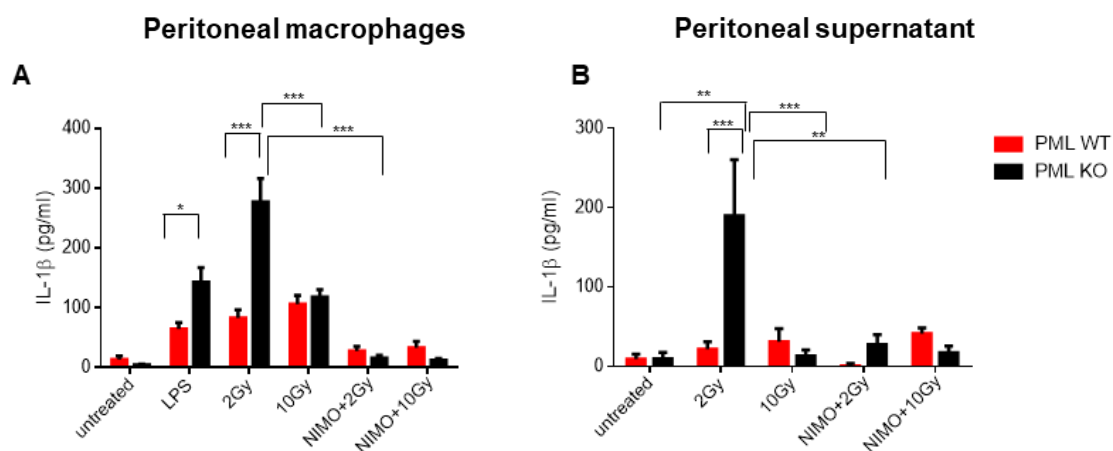 Peritoneal macrophages
Peritoneal supernatant
A
B
***
***
***
*
400
300
200
100
0
IL-1β (pg/ml)
untreated
LPS
2Gy
10Gy
NIMO+2Gy
NIMO+10Gy
**
***
***
**
300
200
100
0
IL-1β (pg/ml)
untreated
2Gy
10Gy
NIMO+2Gy
NIMO+10Gy
PML WT
PML KO